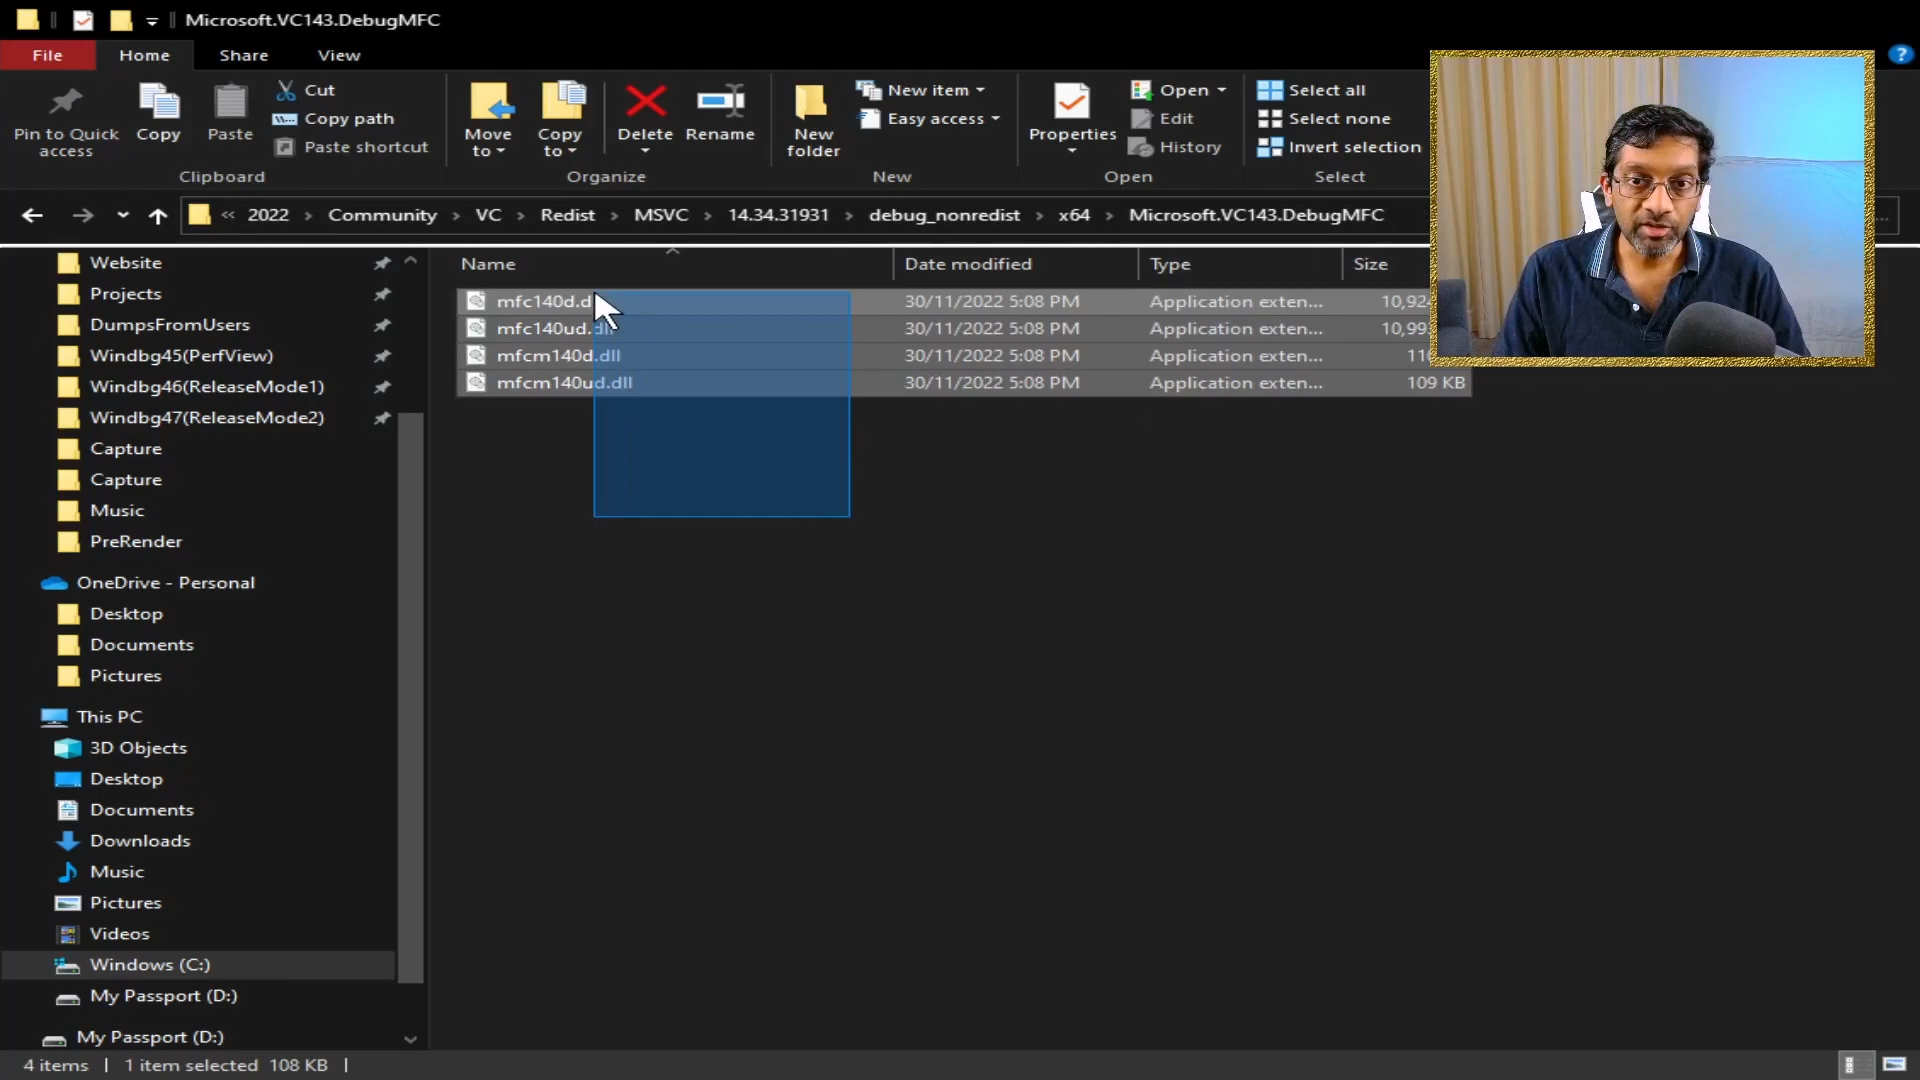 Microsoft.VC143.DebugMFC
File Home Share View
Pin to Quick access
Copy
Paste
Cut
Copy path
Paste shortcut
Clipboard
Move to
Copy to
Delete
Rename
Organize
New folder
New item
Easy access
New
Properties
Open
Edit
History
Open
Select all
Select none
Invert selection
Select
?
« 2022 > Community > VC > Redist > MSVC > 14.34.31931 > debug_nonredist > x64 > Microsoft.VC143.DebugMFC
Website
Projects
DumpsFromUsers
Windbg45(PerfView)
Windbg46(ReleaseMode1)
Windbg47(ReleaseMode2)
Capture
Capture
Music
PreRender
OneDrive - Personal
Desktop
Documents
Pictures
This PC
3D Objects
Desktop
Documents
Downloads
Music
Pictures
Videos
Windows (C:)
My Passport (D:)
My Passport (D:)
Name Date modified Type Size
mfc140d.d 30/11/2022 5:08 PM Application exten...
mfc140ud.dll 30/11/2022 5:08 PM Application exten...
mfcm140d.dll 30/11/2022 5:08 PM Application exten...
mfcm140ud.dll 30/11/2022 5:08 PM Application exten... 109 KB
4 items | 1 item selected 108 KB |